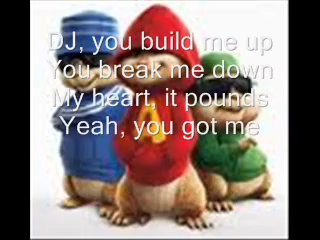 DJ, you build me up
You break me down
My heart, it pounds
Yeah, you got me
A